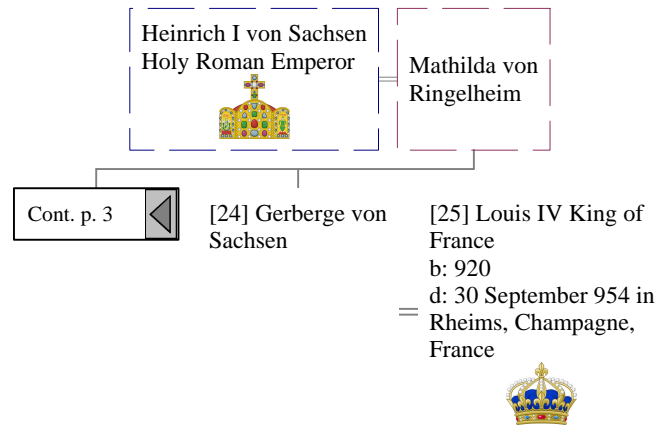 Heinrich I von Sachsen
Holy Roman Emperor
Mathilda von
Ringelheim
Cont. p. 3
[24] Gerberge von
Sachsen
[25] Louis IV King of
France
b: 920
d: 30 September 954 in
Rheims, Champagne,
France